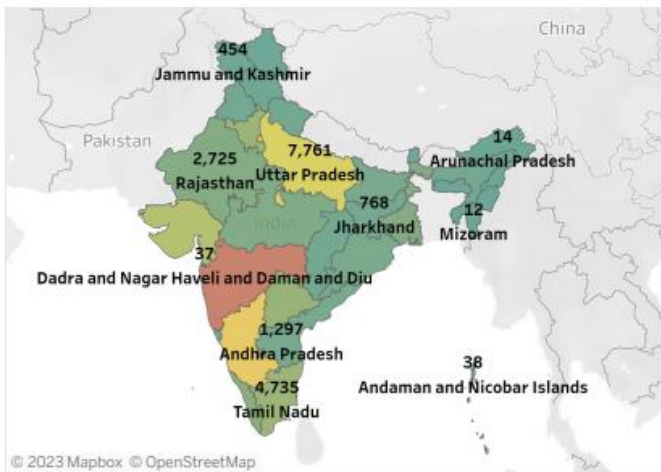 China
454
Jammu and Kashmir
Pakistan
14
Arunachal Pradesh
2,725
Rajasthan
7,761
Uttar Pradesh
768
Jharkhand
India
12
Mizoram
37
Dadra and Nagar Haveli and Daman and Diu
1,297
Andhra Pradesh
38
Andaman and Nicobar Islands
4,735
Tamil Nadu
© 2023 Mapbox © OpenStreetMap